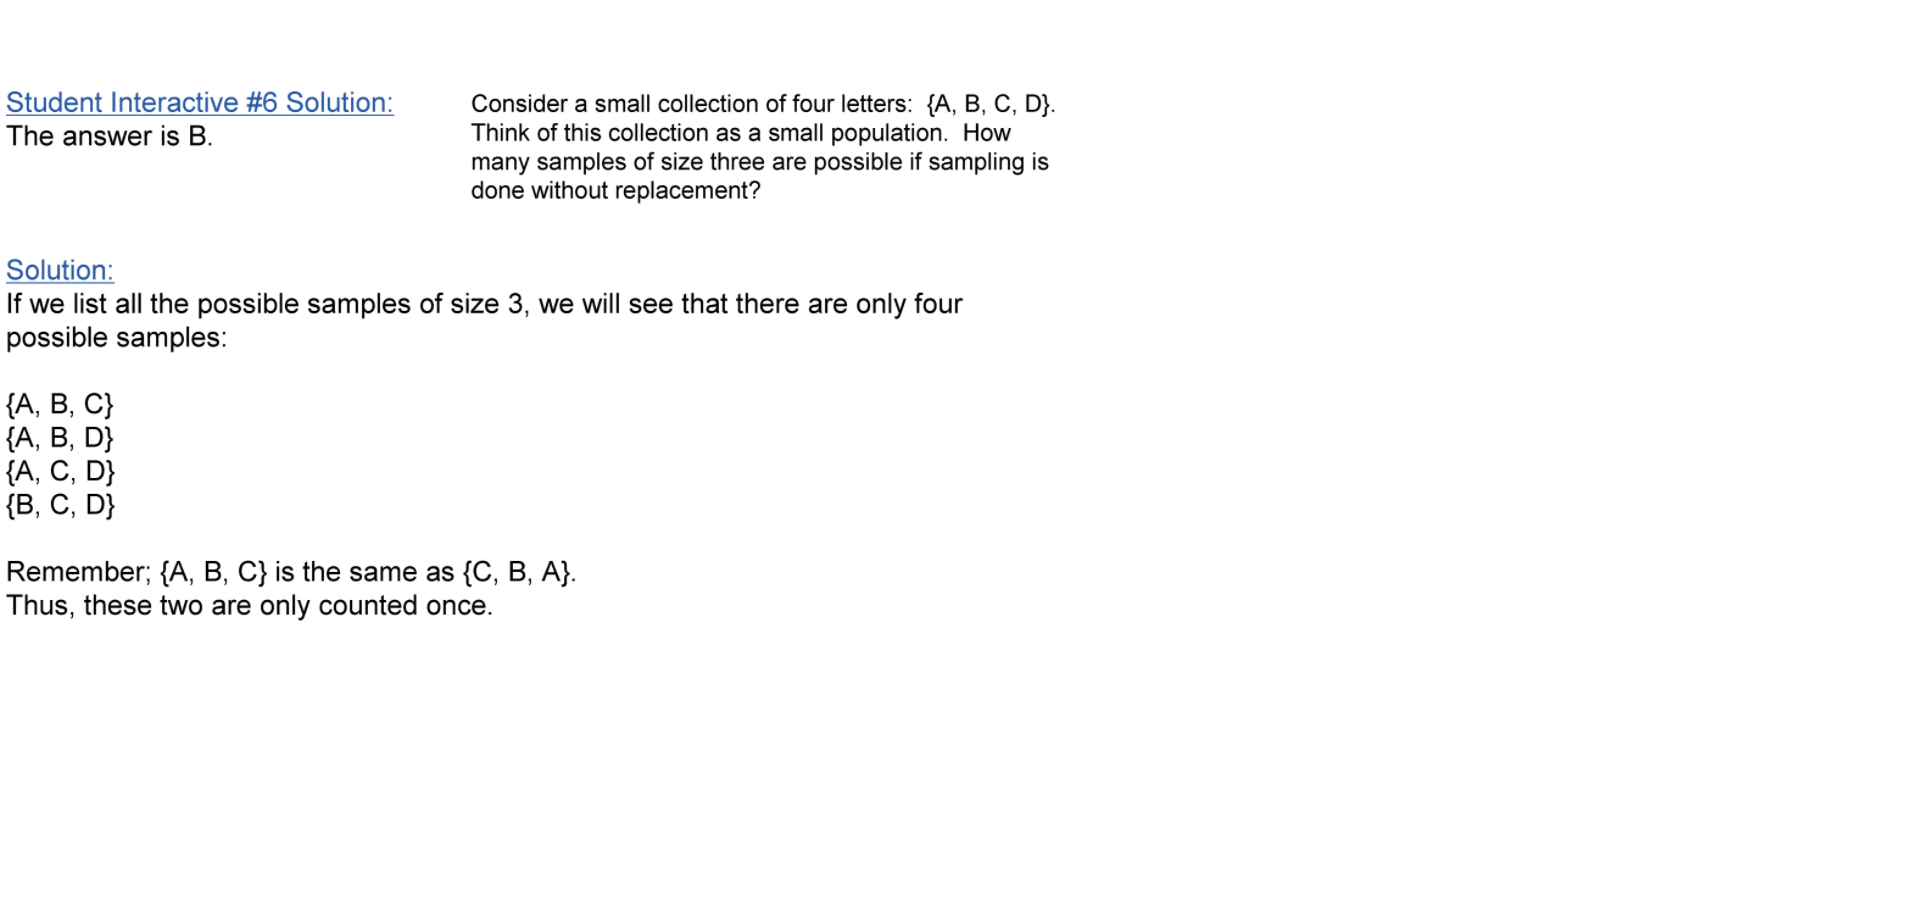 Student Interactive #6 Solution:
The answer is B.
Consider a small collection of four letters:  {A, B, C, D}.
Think of this collection as a small population.  How
many samples of size three are possible if sampling is
done without replacement?
Solution:
If we list all the possible samples of size 3, we will see that there are only four
possible samples:
{A, B, C}
{A, B, D}
{A, C, D}
{B, C, D}
Remember; {A, B, C} is the same as {C, B, A}.
Thus, these two are only counted once.